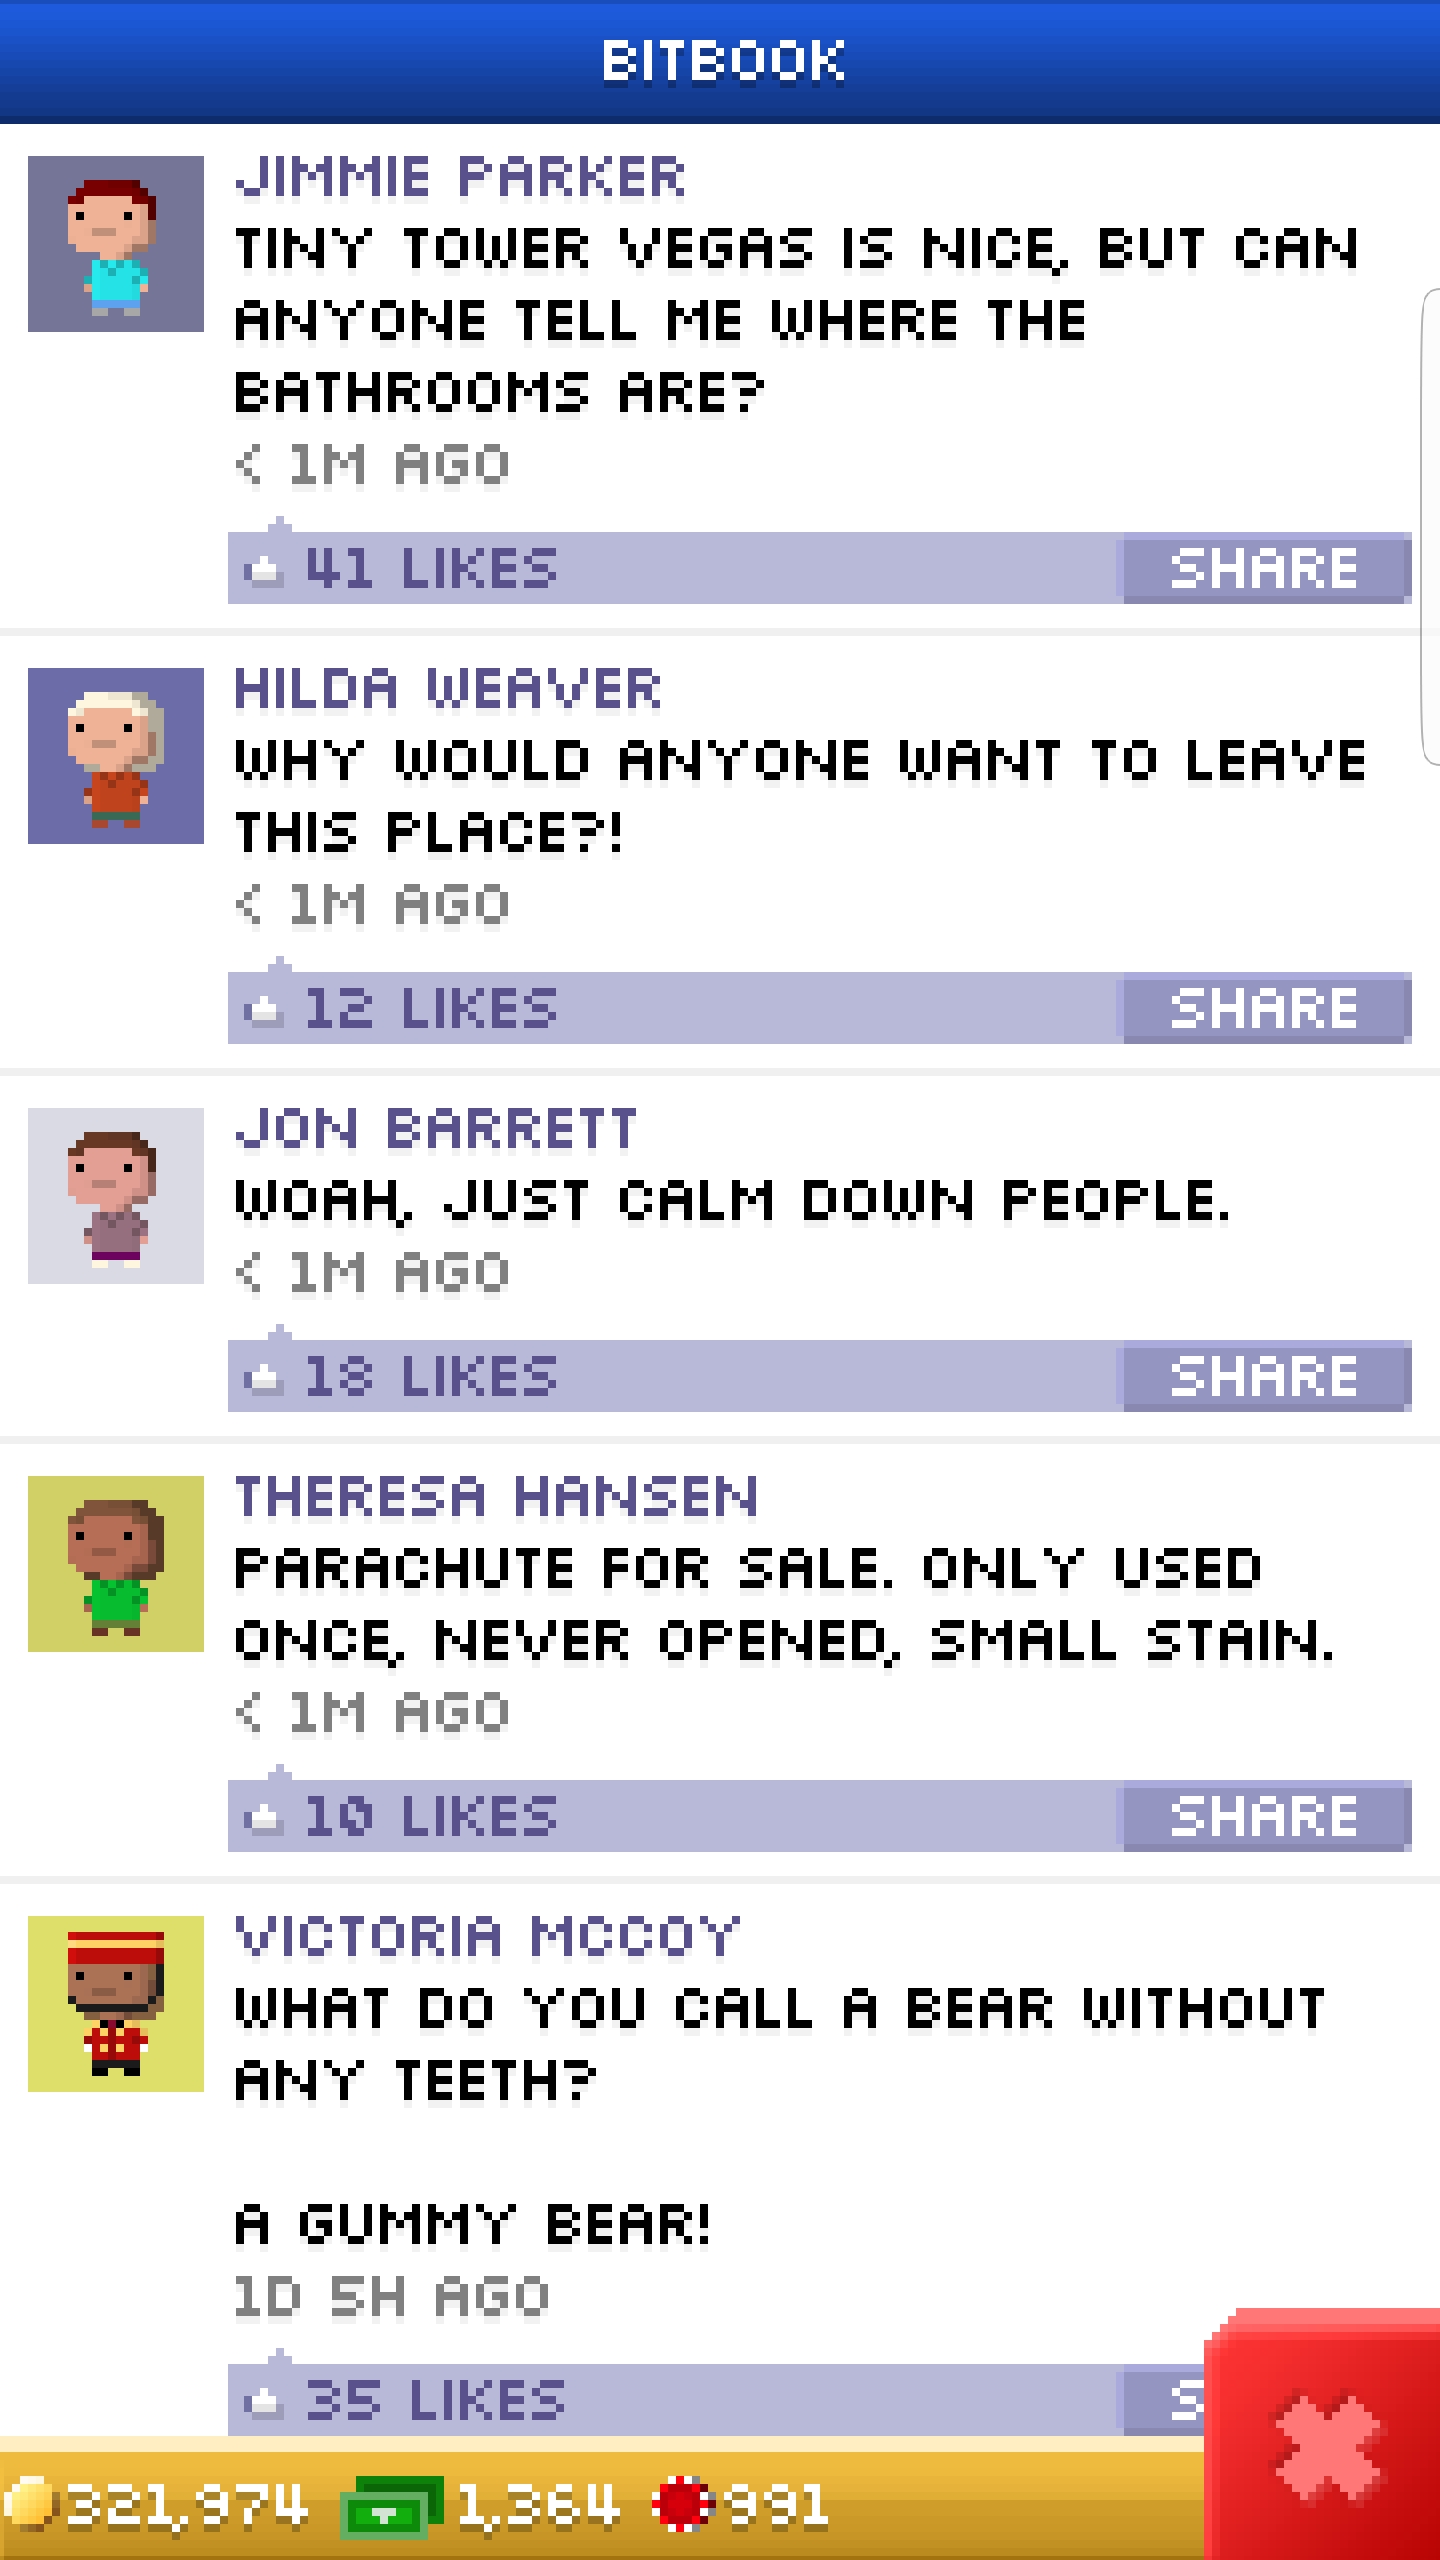 BITBOOK
JIMMIE PARKER
TINY TOWER VEGAS IS NICE, BUT CAN
ANYONE TELL ME WHERE THE
BATHROOMS ARE?
< 1M AGO
41 LIKES SHARE
HILDA WEAVER
WHY WOULD ANYONE WANT TO LEAVE
THIS PLACE?!
< 1M AGO
12 LIKES SHARE
JON BARRETT
WOAH, JUST CALM DOWN PEOPLE.
< 1M AGO
18 LIKES SHARE
THERESA HANSEN
PARACHUTE FOR SALE. ONLY USED
ONCE, NEVER OPENED, SMALL STAIN.
< 1M AGO
10 LIKES SHARE
VICTORIA MCCOY
WHAT DO YOU CALL A BEAR WITHOUT
ANY TEETH?
A GUMMY BEAR!
1D 5H AGO
35 LIKES S
321,974 1,364 991